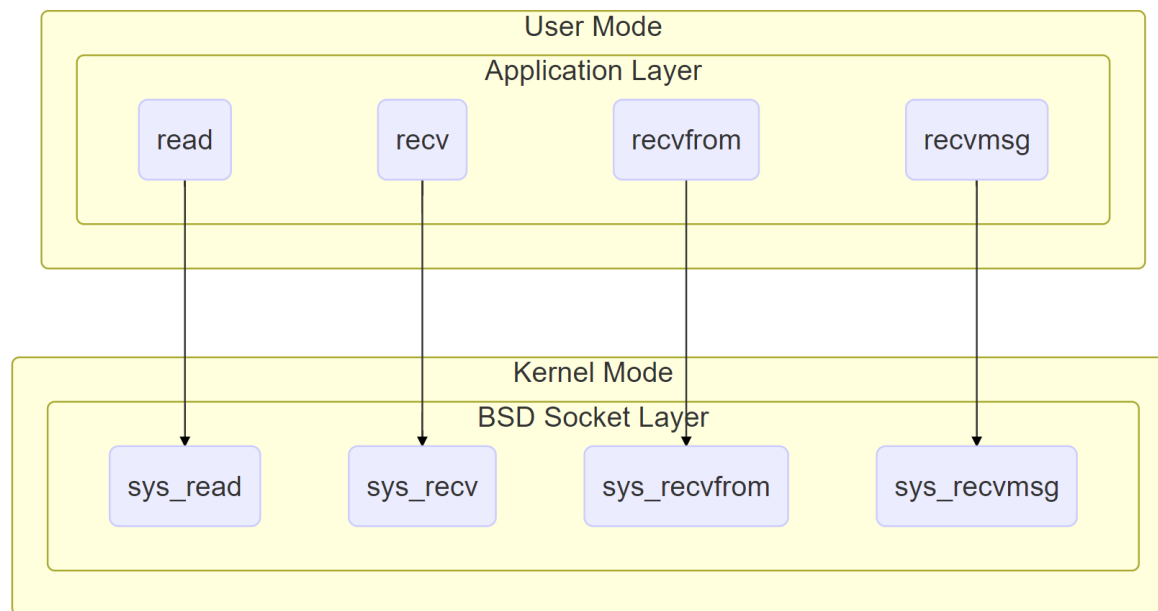 User Mode
Application Layer
read recv recvfrom recvmsg
Kernel Mode
BSD Socket Layer
sys_read sys_recv sys_recvfrom sys_recvmsg